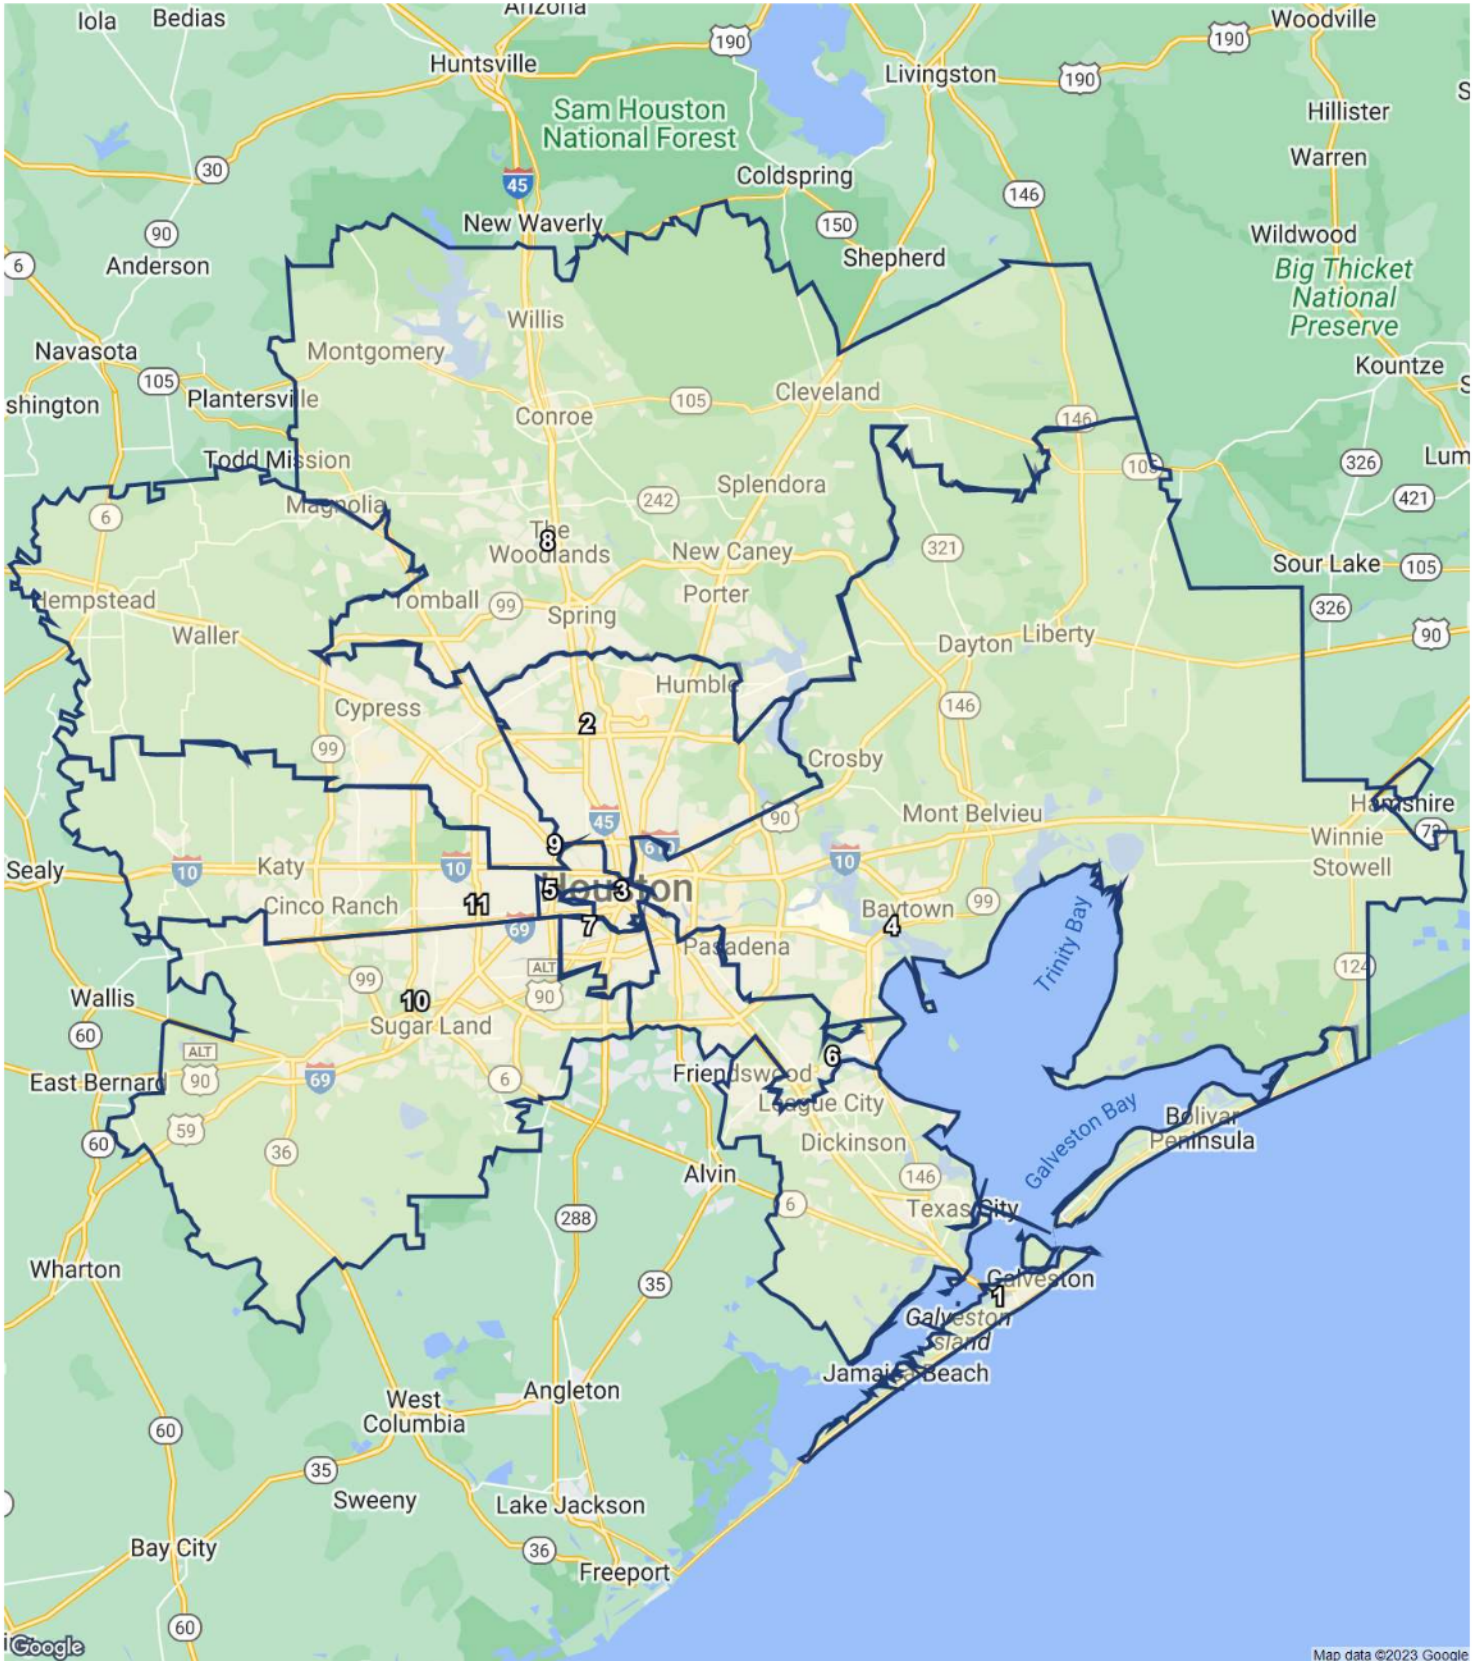 Iola
Bedias
Arizona
190
190
Woodville
Huntsville
Livingston
190
Sam Houston
National Forest
Hillister
30
Warren
45
Coldspring
146
New Waverly
150
90
Wildwood
6
Anderson
Shepherd
Big Thicket
National
Preserve
Willis
Navasota
Montgomery
Kountze
105
Plantersville
105
Cleveland
shington
Conroe
146
Todd Mission
105
326
Lum
Magnolia
242
Splendora
421
6
The
8
Woodlands
New Caney
321
Sour Lake
105
Hempstead
Tomball
99
Porter
326
Waller
Spring
Dayton
Liberty
90
Humble
Cypress
2
146
99
Crosby
Hamshire
90
Mont Belvieu
45
Winnie
73
9
610
10
Stowell
Sealy
10
Katy
10
5
Houston
3
Cinco Ranch
11
Baytown
99
7
4
69
Pasadena
Trinity Bay
ALT
90
124
99
Wallis
10
Sugar Land
60
ALT
90
6
East Bernard
69
6
Friendswood
League City
Galveston Bay
Bolivar
Peninsula
59
60
36
Dickinson
Alvin
146
6
Texas City
288
Wharton
35
Galveston
1
Galveston
Island
Jamaica Beach
West
Columbia
Angleton
60
35
Sweeny
Lake Jackson
Bay City
36
Freeport
60
Google
Map data ©2023 Google